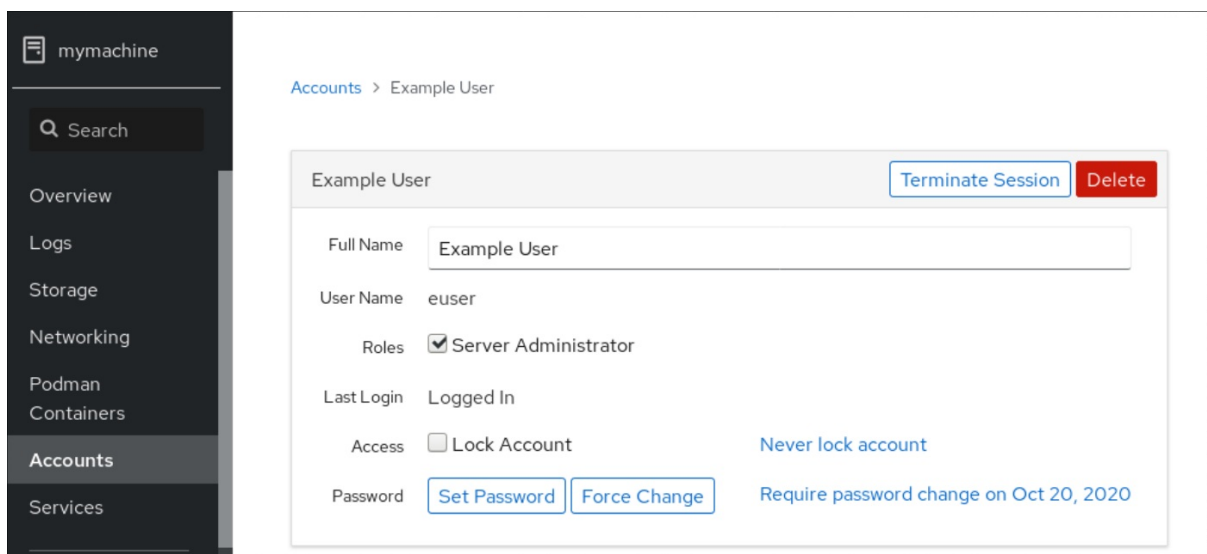 mymachine
Search
Overview
Logs
Storage
Networking
Podman
Containers
Accounts
Services
Accounts > Example User
Example User Terminate Session Delete
Full Name Example User
User Name euser
Roles Server Administrator
Last Login Logged In
Access Lock Account Never lock account
Password Set Password Force Change Require password change on Oct 20, 2020